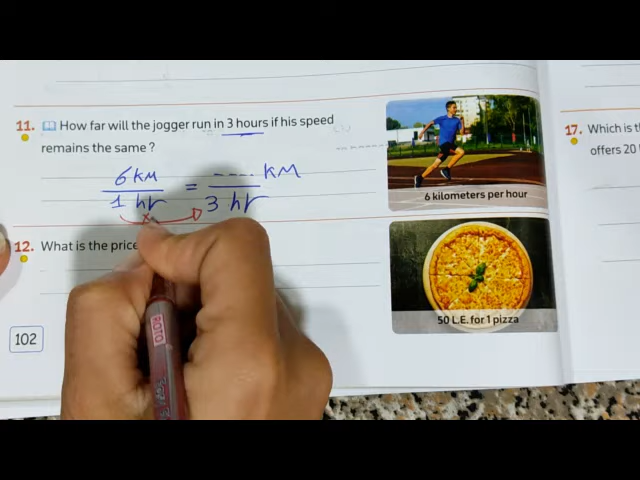 11. How far will the jogger run in 3 hours if his speed
remains the same ?
6 KM / 1 hr = ...... KM / 3 hr
×
6 kilometers per hour
12. What is the price
50 L.E. for 1 pizza
102
17. Which is th
offers 20
ROTO